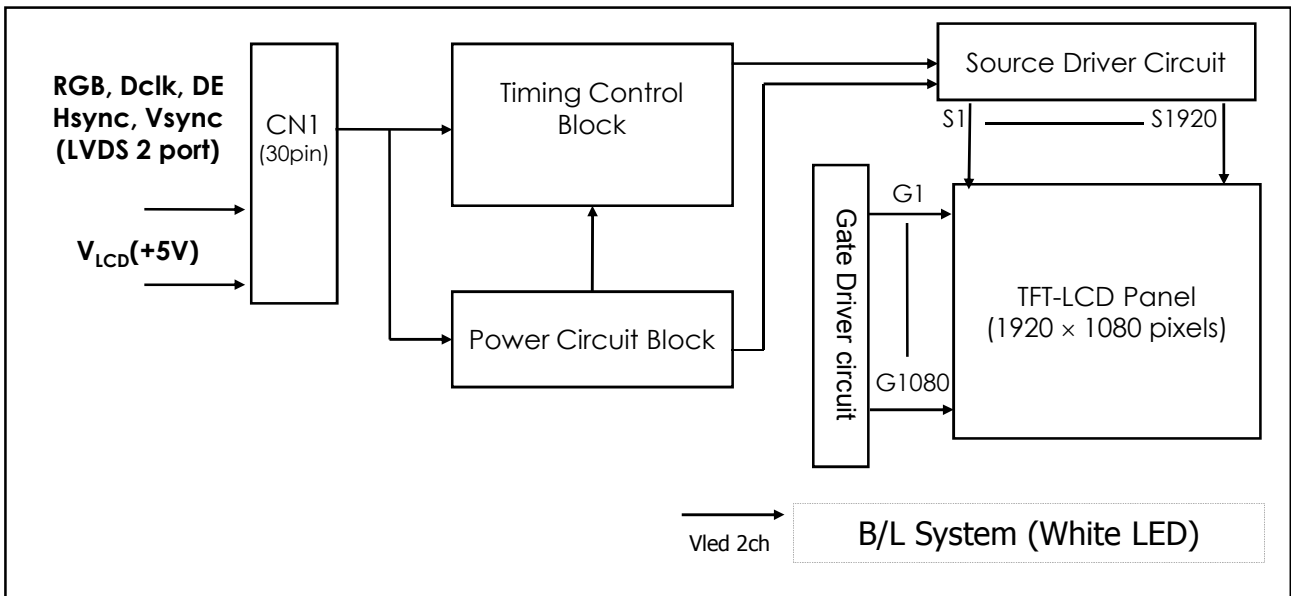 RGB, Dclk, DE
Hsync, Vsync
(LVDS 2 port)
V_LCD(+5V)
CN1
(30pin)
Timing Control
Block
Power Circuit Block
Source Driver Circuit
S1
S1920
Gate Driver circuit
G1
G1080
TFT-LCD Panel
(1920 × 1080 pixels)
Vled 2ch
B/L System (White LED)